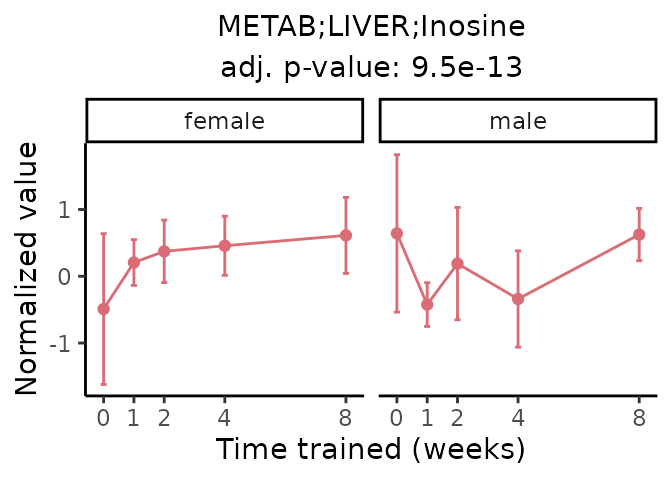 METAB;LIVER;Inosine
adj. p-value: 9.5e-13
female
male
Normalized value
1
0
-1
0 1 2 4 8
0 1 2 4 8
Time trained (weeks)